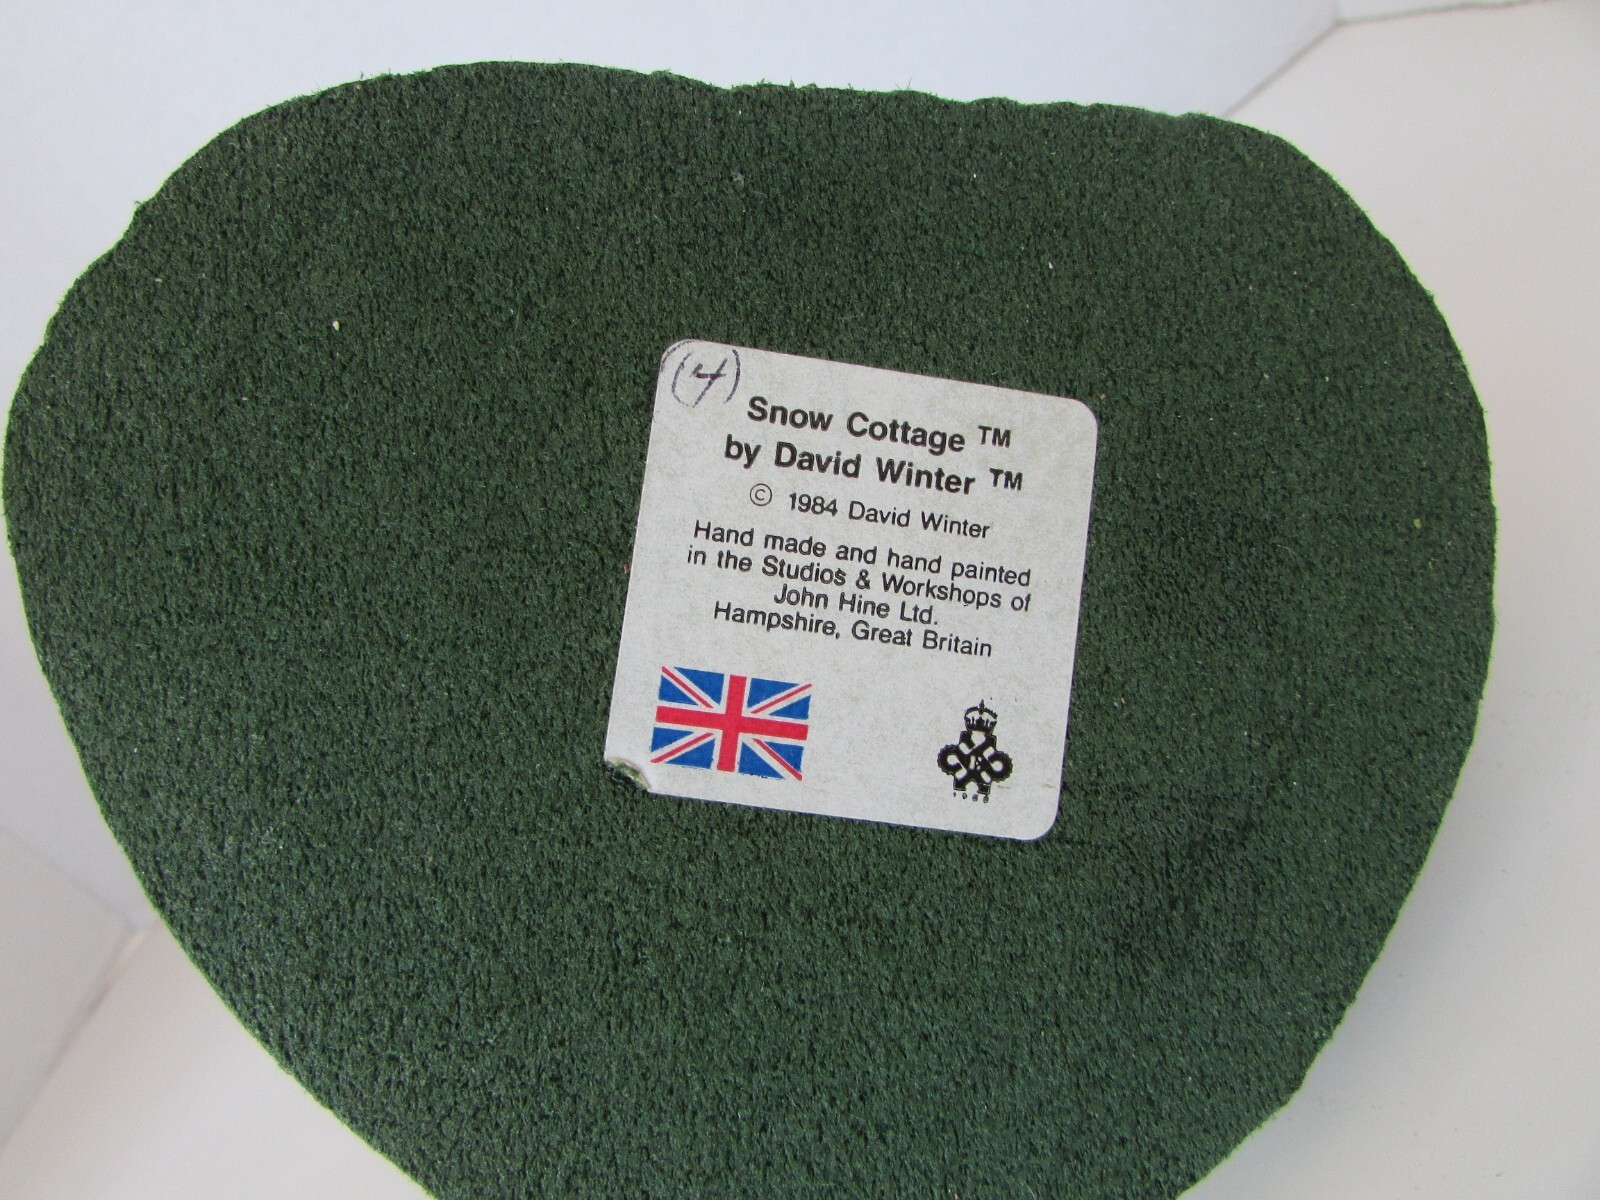 (4)
Snow Cottage ™
by David Winter ™
© 1984 David Winter
Hand made and hand painted
in the Studios & Workshops of
John Hine Ltd.
Hampshire, Great Britain